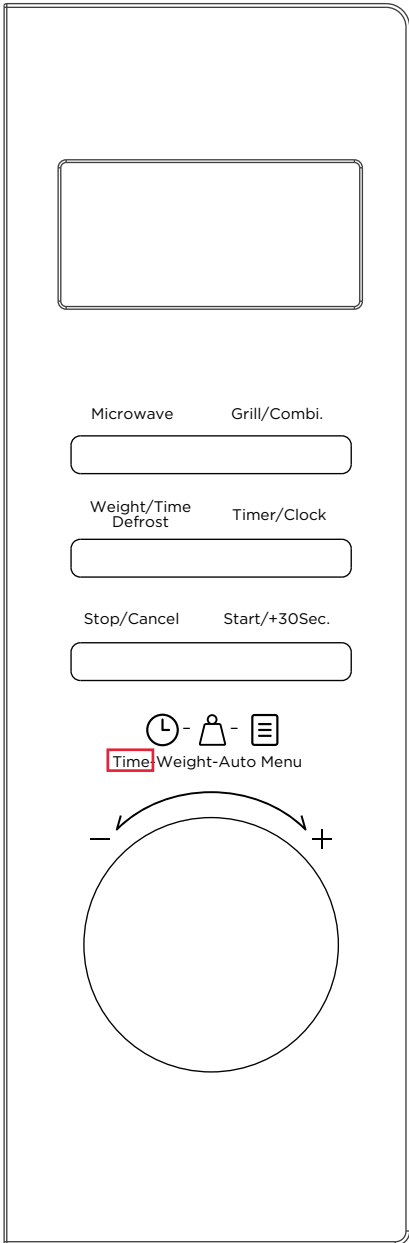 Microwave Grill/Combi.
Weight/Time
Defrost Timer/Clock
Stop/Cancel Start/+30Sec.
Time-Weight-Auto Menu
- +